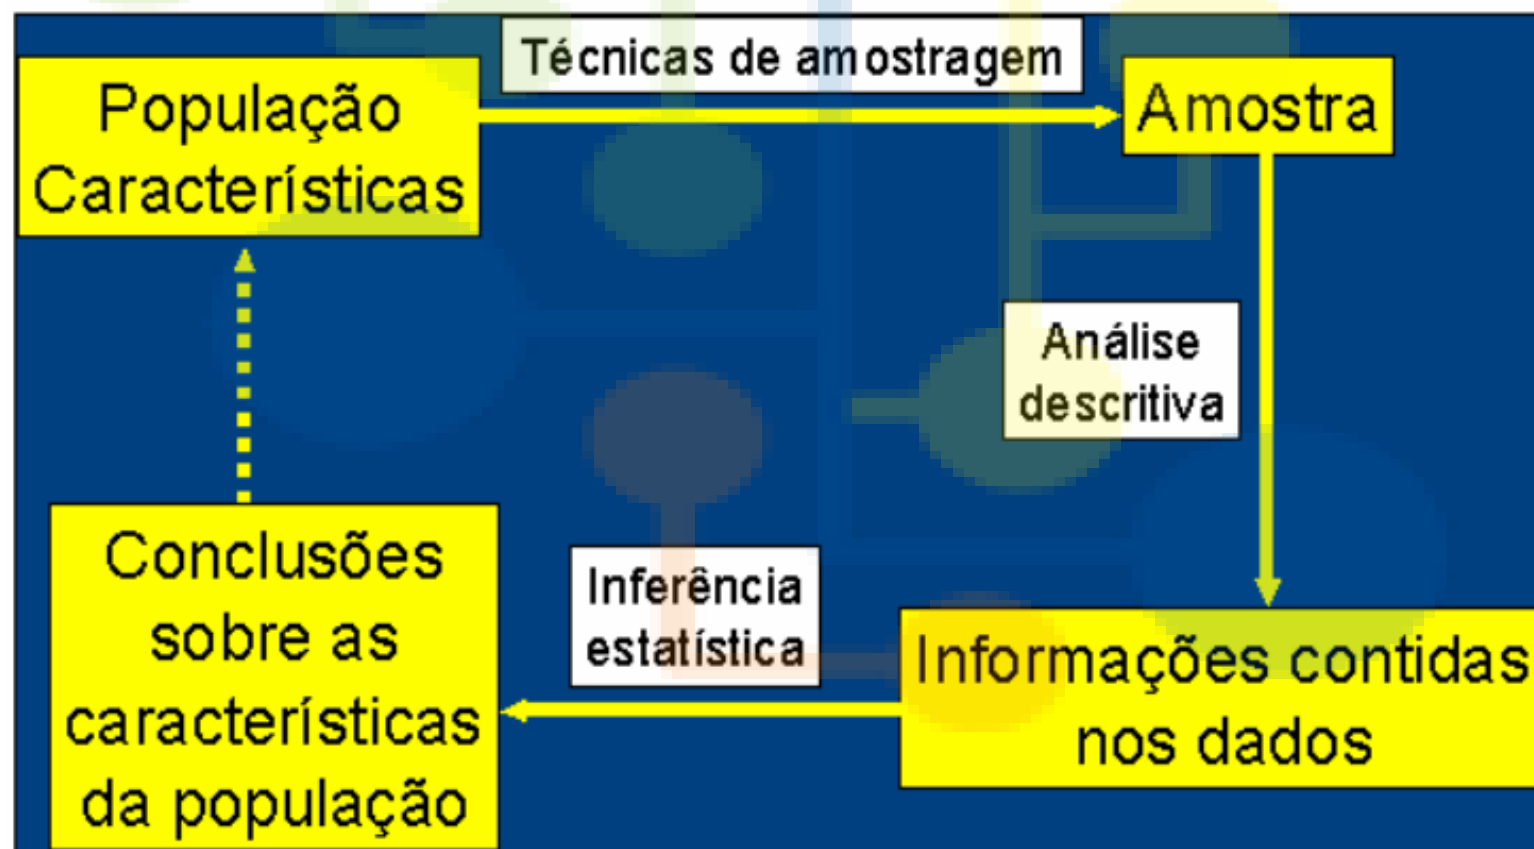 Técnicas de amostragem
População
Características
Amostra
Análise
descritiva
Conclusões
sobre as
características
da população
Inferência
estatística
Informações contidas
nos dados